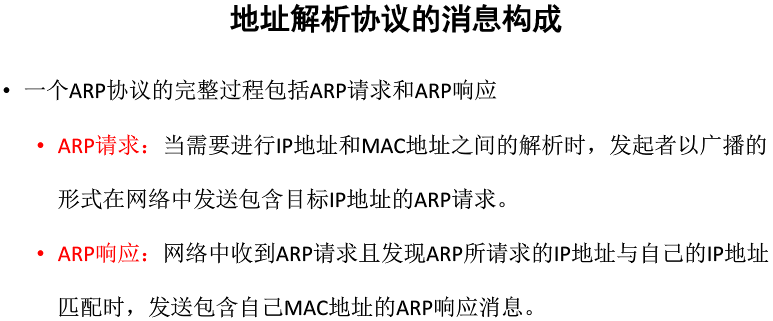 地址解析协议的消息构成
• 一个ARP协议的完整过程包括ARP请求和ARP响应
• ARP请求：当需要进行IP地址和MAC地址之间的解析时，发起者以广播的
形式在网络中发送包含目标IP地址的ARP请求。
• ARP响应：网络中收到ARP请求且发现ARP所请求的IP地址与自己的IP地址
匹配时，发送包含自己MAC地址的ARP响应消息。